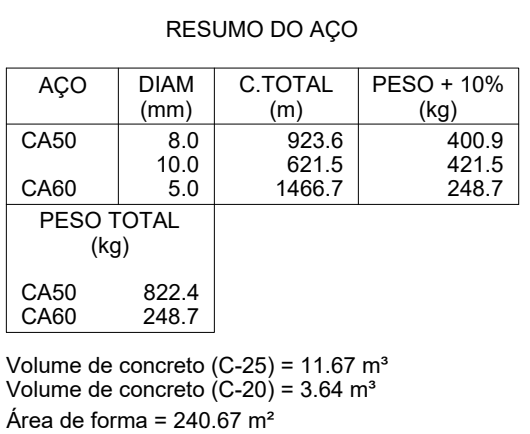 RESUMO DO AÇO
AÇO DIAM C.TOTAL PESO + 10%
(mm) (m) (kg)
CA50 8.0 923.6 400.9
10.0 621.5 421.5
CA60 5.0 1466.7 248.7
PESO TOTAL
(kg)
CA50 822.4
CA60 248.7
Volume de concreto (C-25) = 11.67 m³
Volume de concreto (C-20) = 3.64 m³
Área de forma = 240.67 m²